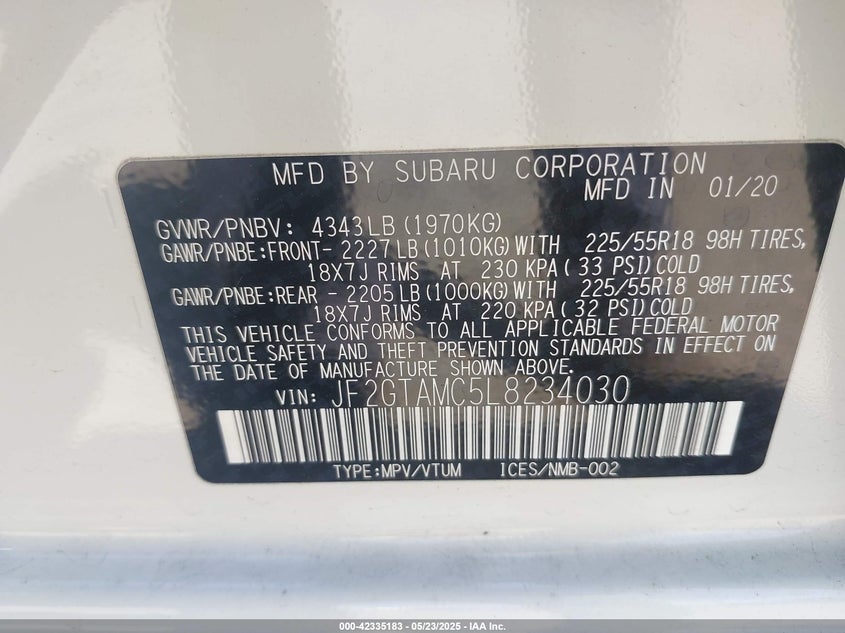 MFD BY SUBARU CORPORATION
MFD IN 01/20
GVWR/PNBV: 4343LB (1970KG)
GAWR/PNBE:FRONT- 2227LB (1010KG) WITH 225/55R18 98H TIRES,
18X7J RIMS AT 230 KPA ( 33 PSI) COLD
GAWR/PNBE:REAR - 2205LB (1000KG) WITH 225/55R18 98H TIRES,
18X7J RIMS AT 220 KPA ( 32 PSI) COLD
THIS VEHICLE CONFORMS TO ALL APPLICABLE FEDERAL MOTOR
VEHICLE SAFETY AND THEFT PREVENTION STANDARDS IN EFFECT ON
THE DATE OF MANUFACTURE SHOWN ABOVE.
VIN: JF2GTAMC5L8234030
TYPE:MPV/VTUM ICES/NMB-002
000-42335183 — 05/23/2025 — IAA Inc.